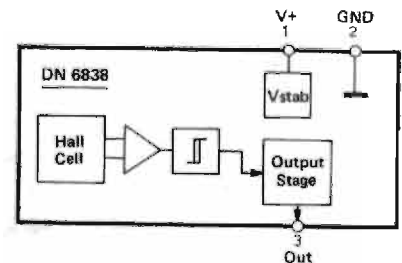 V+ GND
1 2
DN 6838
Vstab
Hall
Cell
Output
Stage
3
Out